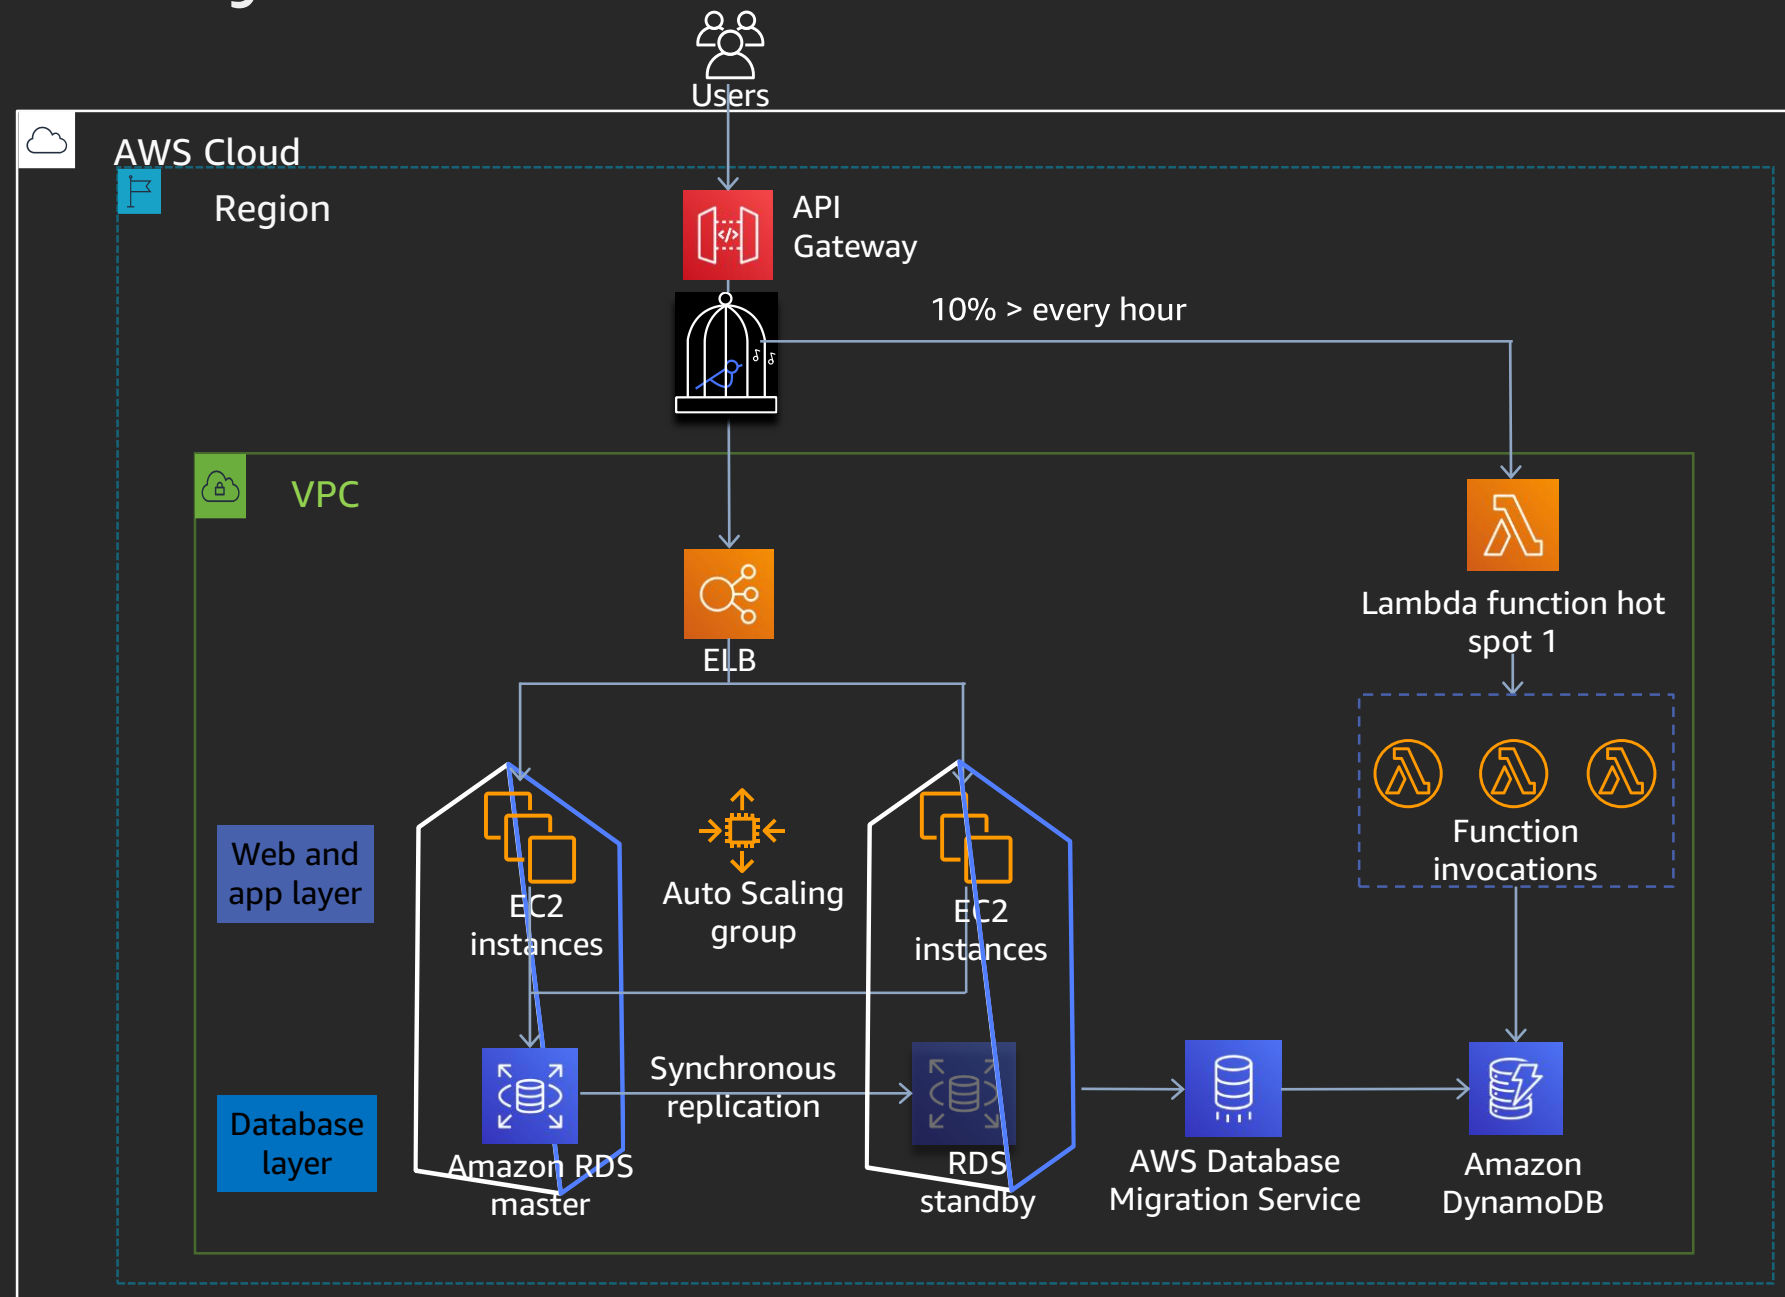 Users
AWS Cloud
Region
API
Gateway
10% > every hour
VPC
ELB
Lambda function hot
spot 1
Function
invocations
Web and
app layer
EC2
instances
Auto Scaling
group
EC2
instances
Database
layer
Amazon RDS
master
Synchronous
replication
RDS
standby
AWS Database
Migration Service
Amazon
DynamoDB